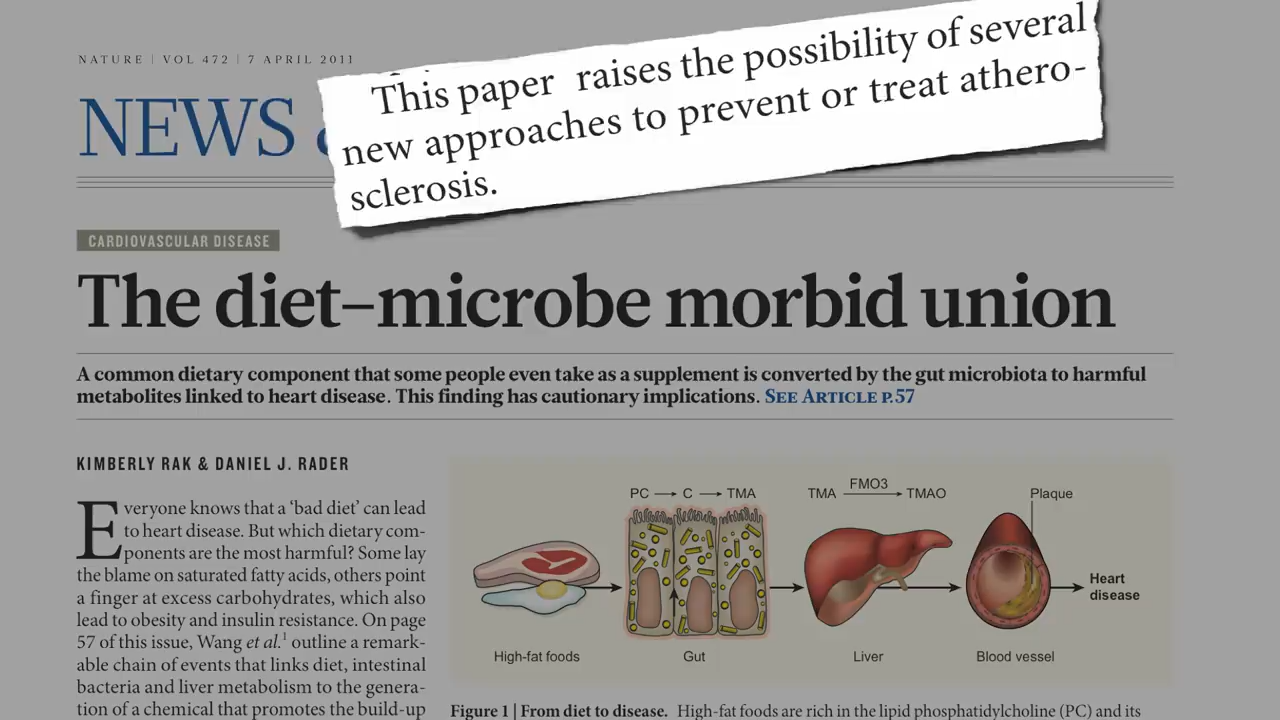 NATURE | VOL 472 | 7 APRIL 2011
This paper raises the possibility of several
new approaches to prevent or treat athero-
sclerosis.
NEWS
CARDIOVASCULAR DISEASE
The diet–microbe morbid union
A common dietary component that some people even take as a supplement is converted by the gut microbiota to harmful
metabolites linked to heart disease. This finding has cautionary implications. SEE ARTICLE P.57
KIMBERLY RAK & DANIEL J. RADER
Everyone knows that a ‘bad diet’ can lead
to heart disease. But which dietary com-
ponents are the most harmful? Some lay
the blame on saturated fatty acids, others point
a finger at excess carbohydrates, which also
lead to obesity and insulin resistance. On page
57 of this issue, Wang et al.1 outline a remark-
able chain of events that links diet, intestinal
bacteria and liver metabolism to the genera-
tion of a chemical that promotes the build-up
PC → C → TMA
TMA FMO3 → TMAO
Plaque
Heart
disease
High-fat foods
Gut
Liver
Blood vessel
Figure 1 | From diet to disease. High-fat foods are rich in the lipid phosphatidylcholine (PC) and its